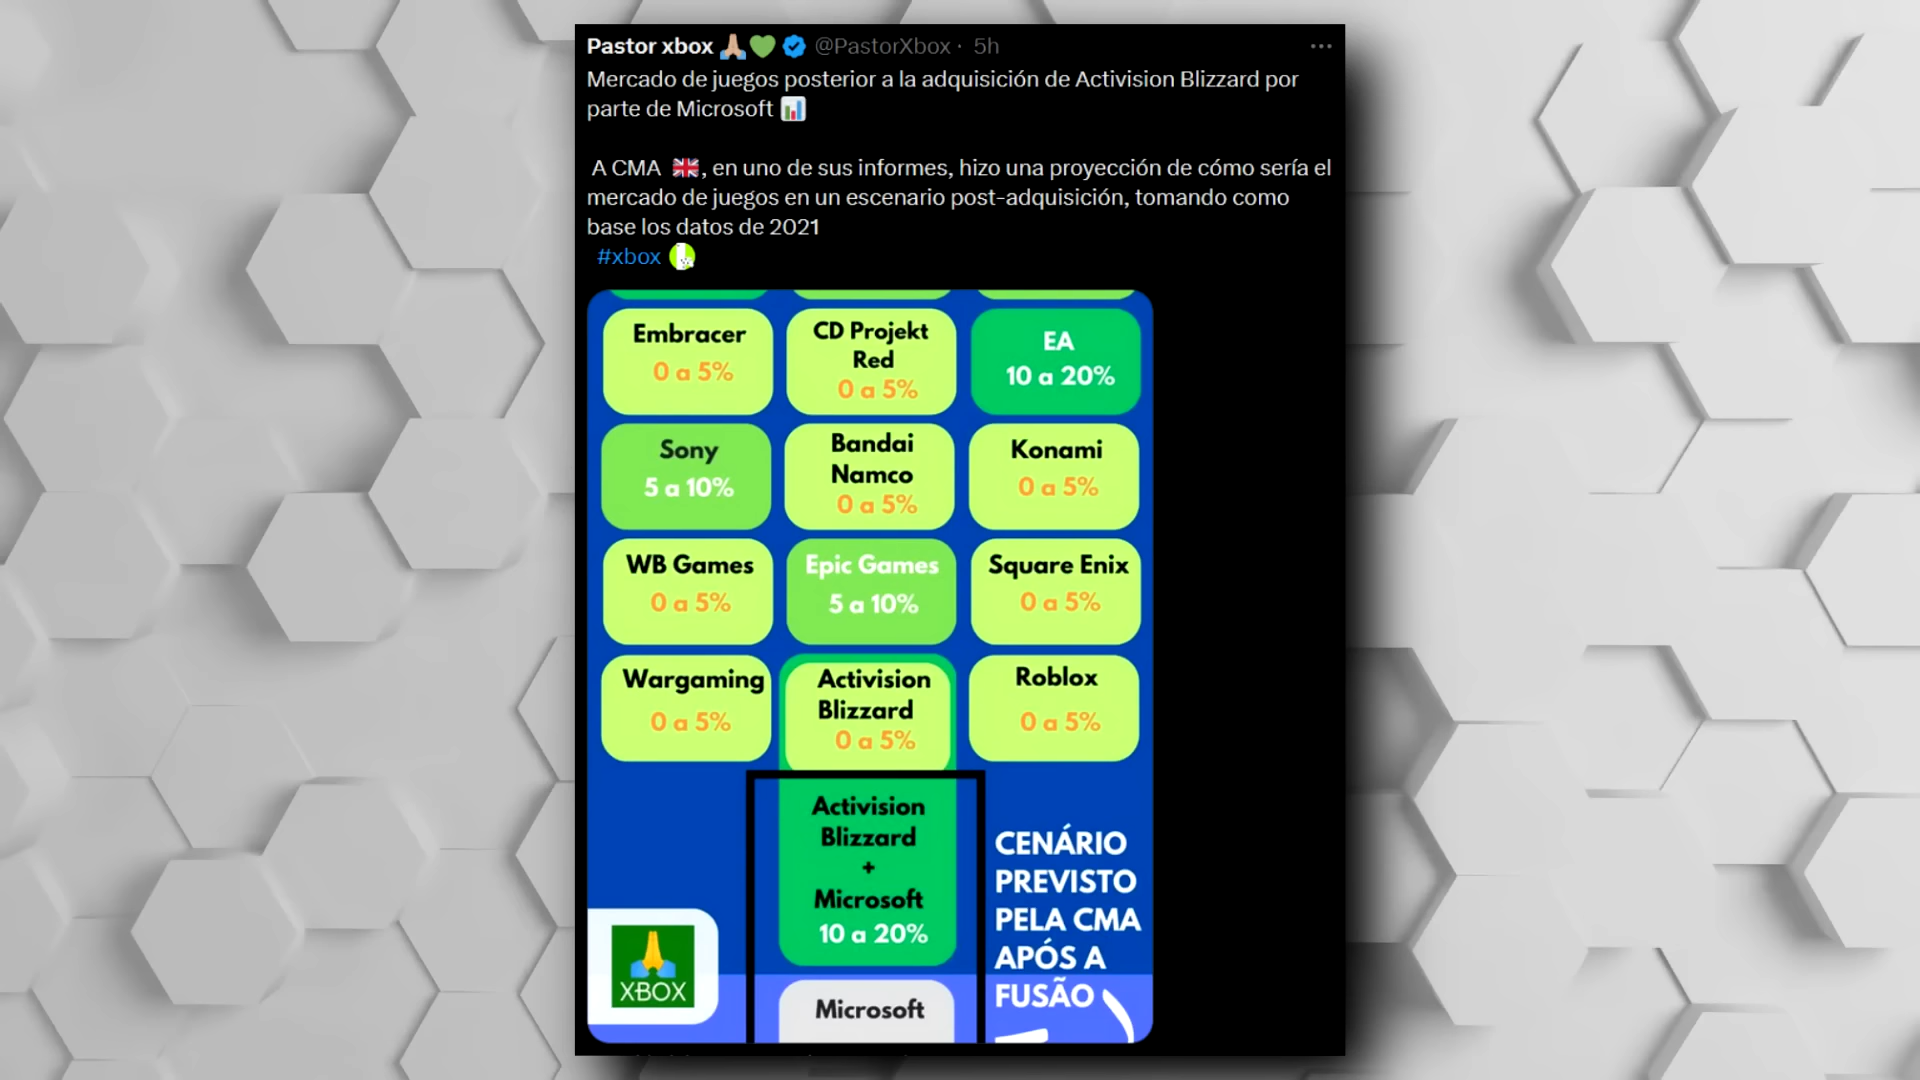 Pastor xbox 🙏🏼💚 @PastorXbox · 5h
Mercado de juegos posterior a la adquisición de Activision Blizzard por
parte de Microsoft 📊
A CMA 🇬🇧, en uno de sus informes, hizo una proyección de cómo sería el
mercado de juegos en un escenario post-adquisición, tomando como
base los datos de 2021
#xbox
Embracer
0 a 5%
CD Projekt
Red
0 a 5%
EA
10 a 20%
Sony
5 a 10%
Bandai
Namco
0 a 5%
Konami
0 a 5%
WB Games
0 a 5%
Epic Games
5 a 10%
Square Enix
0 a 5%
Wargaming
0 a 5%
Activision
Blizzard
0 a 5%
Roblox
0 a 5%
Activision
Blizzard
+
Microsoft
10 a 20%
Microsoft
CENÁRIO
PREVISTO
PELA CMA
APÓS A
FUSÃO
XBOX